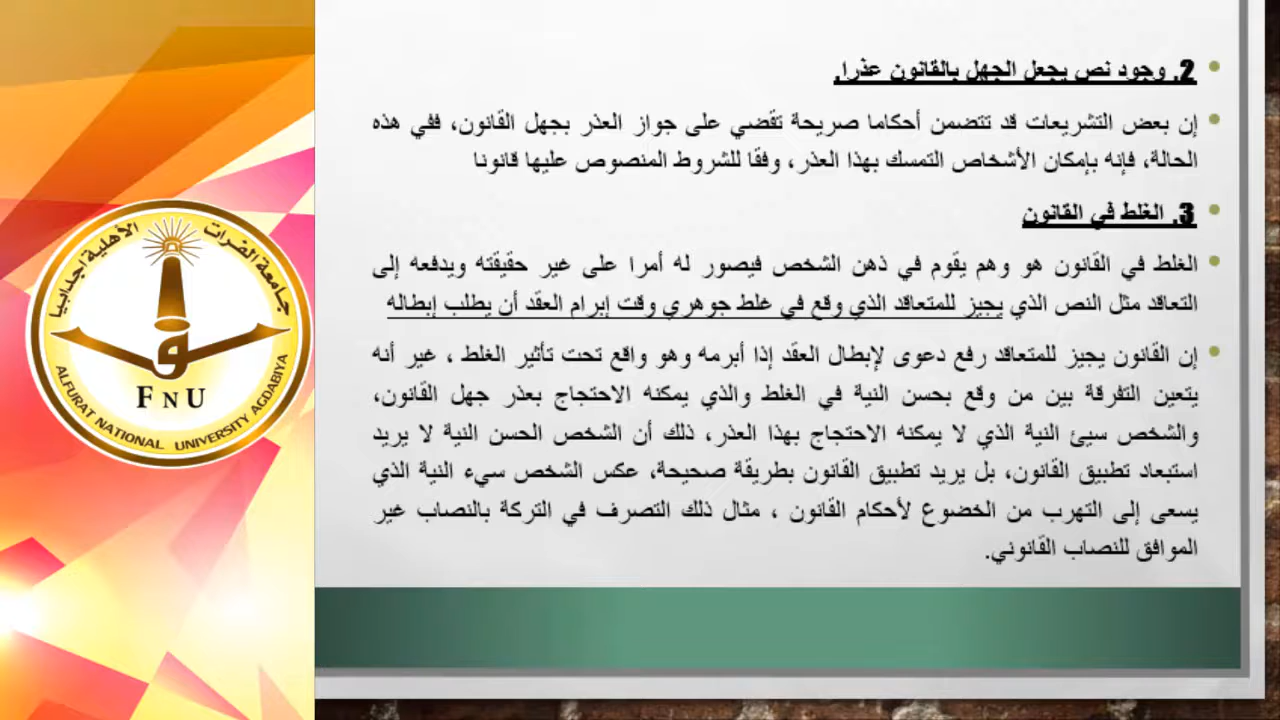 2. وجود نص يجعل الجهل بالقانون عذرا.
إن بعض التشريعات قد تتضمن أحكاما صريحة تقضي على جواز العذر بجهل القانون، ففي هذه
الحالة، فإنه بإمكان الأشخاص التمسك بهذا العذر، وفقا للشروط المنصوص عليها قانونا
3. الغلط في القانون
الغلط في القانون هو وهم يقوم في ذهن الشخص فيصور له أمرا على غير حقيقته ويدفعه إلى
التعاقد مثل النص الذي يجيز للمتعاقد الذي وقع في غلط جوهري وقت إبرام العقد أن يطلب إبطاله
إن القانون يجيز للمتعاقد رفع دعوى لإبطال العقد إذا أبرمه وهو واقع تحت تأثير الغلط ، غير أنه
يتعين التفرقة بين من وقع بحسن النية في الغلط والذي يمكنه الاحتجاج بعذر جهل القانون،
والشخص سيئ النية الذي لا يمكنه الاحتجاج بهذا العذر، ذلك أن الشخص الحسن النية لا يريد
استبعاد تطبيق القانون، بل يريد تطبيق القانون بطريقة صحيحة، عكس الشخص سيء النية الذي
يسعى إلى التهرب من الخضوع لأحكام القانون ، مثال ذلك التصرف في التركة بالنصاب غير
الموافق للنصاب القانوني.
جامعة الفرات الأهلية اجدابيا
FNU
ALFURAT NATIONAL UNIVERSITY AGDABIYA